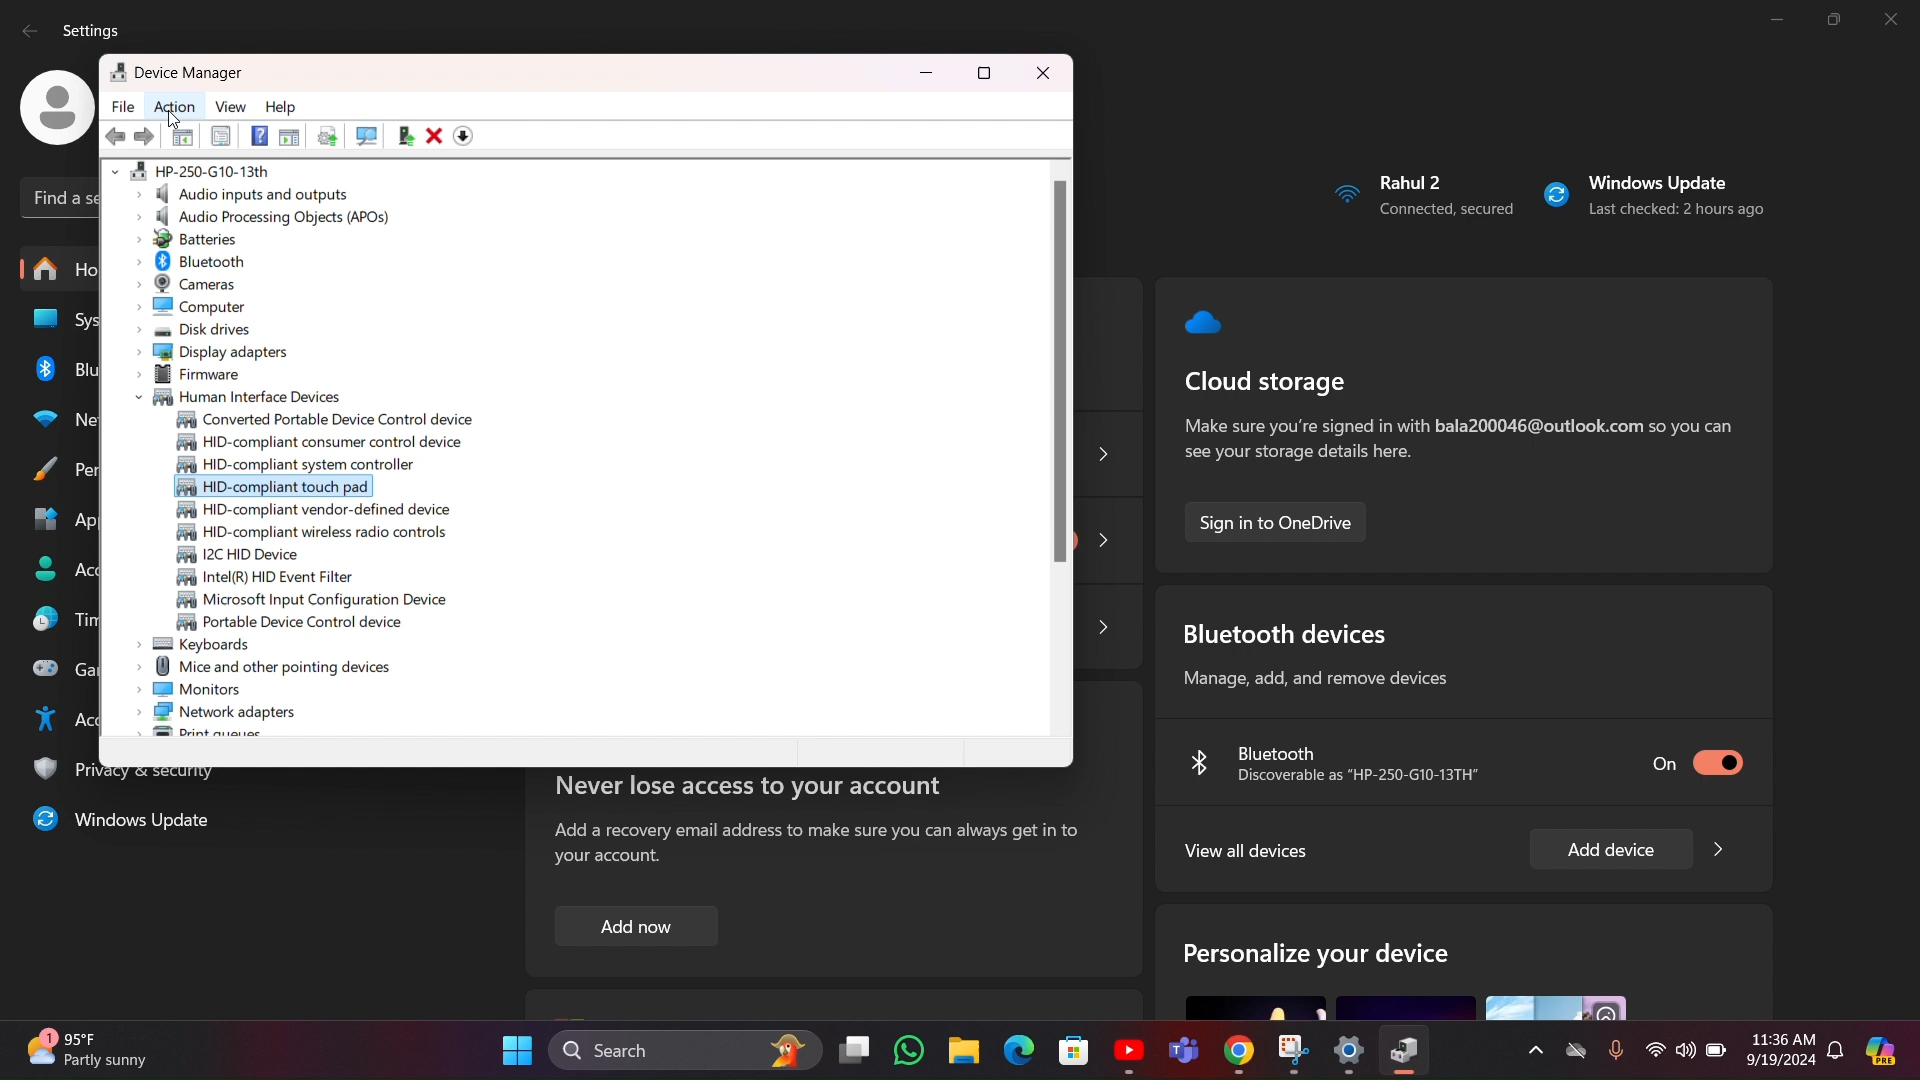 Settings
Device Manager
File Action View Help
HP-250-G10-13th
Audio inputs and outputs
Audio Processing Objects (APOs)
Batteries
Bluetooth
Cameras
Computer
Disk drives
Display adapters
Firmware
Human Interface Devices
Converted Portable Device Control device
HID-compliant consumer control device
HID-compliant system controller
HID-compliant touch pad
HID-compliant vendor-defined device
HID-compliant wireless radio controls
I2C HID Device
Intel(R) HID Event Filter
Microsoft Input Configuration Device
Portable Device Control device
Keyboards
Mice and other pointing devices
Monitors
Network adapters
Print queues
Find a se
Ho
Sys
Blu
Ne
Per
App
Acc
Tim
Gar
Acc
Privacy & security
Windows Update
Rahul 2
Connected, secured
Windows Update
Last checked: 2 hours ago
Cloud storage
Make sure you're signed in with bala200046@outlook.com so you can
see your storage details here.
Sign in to OneDrive
Bluetooth devices
Manage, add, and remove devices
Bluetooth
Discoverable as "HP-250-G10-13TH"
On
View all devices
Add device
Never lose access to your account
Add a recovery email address to make sure you can always get in to
your account.
Add now
Personalize your device
1
95°F
Partly sunny
Search
11:36 AM
9/19/2024
PRE